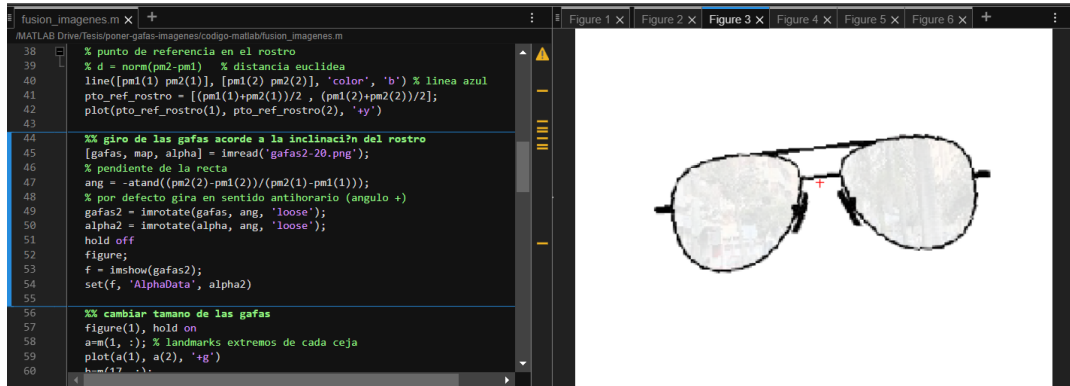 fusion_imagenes.m × +
/MATLAB Drive/Tesis/poner-gafas-imagenes/codigo-matlab/fusion_imagenes.m
38 % punto de referencia en el rostro
39 % d = norm(pm2-pm1)   % distancia euclidea
40 line([pm1(1) pm2(1)], [pm1(2) pm2(2)], 'color', 'b') % linea azul
41 pto_ref_rostro = [(pm1(1)+pm2(1))/2 , (pm1(2)+pm2(2))/2];
42 plot(pto_ref_rostro(1), pto_ref_rostro(2), '+y')
43
44 %% giro de las gafas acorde a la inclinaci?n del rostro
45 [gafas, map, alpha] = imread('gafas2-20.png');
46 % pendiente de la recta
47 ang = -atand((pm2(2)-pm1(2))/(pm2(1)-pm1(1)));
48 % por defecto gira en sentido antihorario (angulo +)
49 gafas2 = imrotate(gafas, ang, 'loose');
50 alpha2 = imrotate(alpha, ang, 'loose');
51 hold off
52 figure;
53 f = imshow(gafas2);
54 set(f, 'AlphaData', alpha2)
55
56 %% cambiar tamano de las gafas
57 figure(1), hold on
58 a=m(1, :); % landmarks extremos de cada ceja
59 plot(a(1), a(2), '+g')
60 b=m(17, :);
Figure 1 × Figure 2 × Figure 3 × Figure 4 × Figure 5 × Figure 6 × +